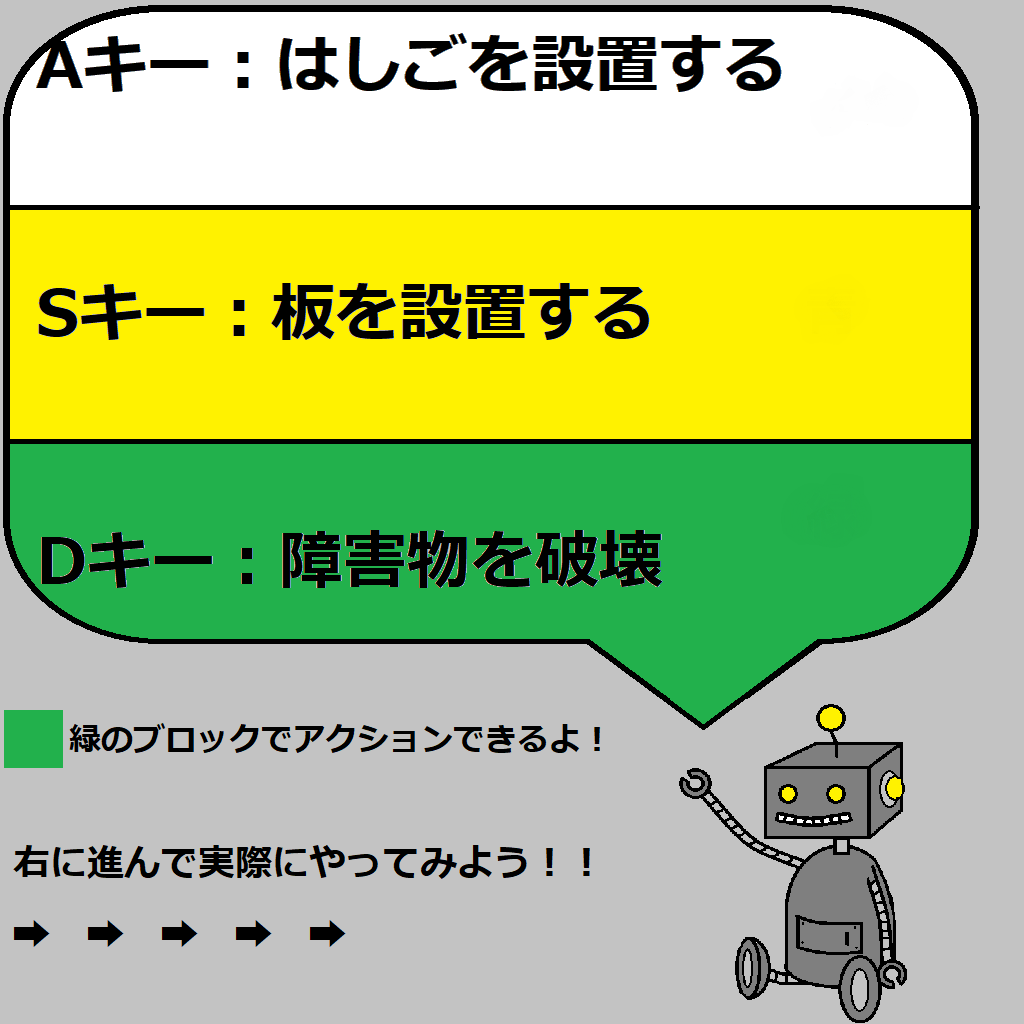 Aキー：はしごを設置する
Sキー：板を設置する
Dキー：障害物を破壊
緑のブロックでアクションできるよ！
右に進んで実際にやってみよう！！
➡ ➡ ➡ ➡ ➡